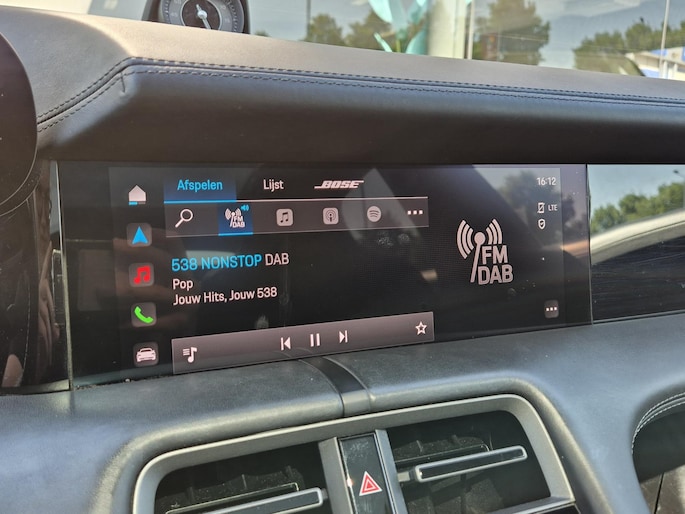 Afspelen Lijst BOSE 16:12
FM
DAB
LTE
538 NONSTOP DAB
Pop
Jouw Hits, Jouw 538
FM
DAB